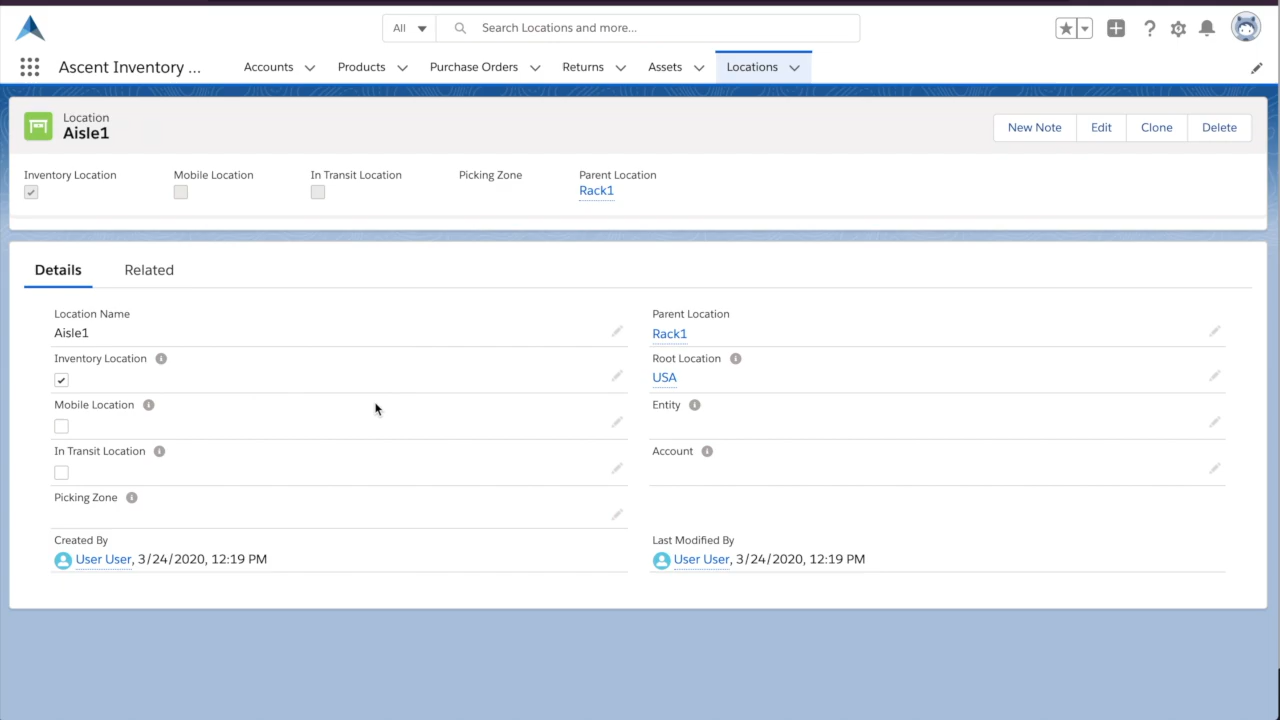 All
Search Locations and more...
Ascent Inventory ...
Accounts
Products
Purchase Orders
Returns
Assets
Locations
Location
Aisle1
New Note
Edit
Clone
Delete
Inventory Location
Mobile Location
In Transit Location
Picking Zone
Parent Location
Rack1
Details
Related
Location Name
Aisle1
Parent Location
Rack1
Inventory Location
Root Location
USA
Mobile Location
Entity
In Transit Location
Account
Picking Zone
Created By
User User, 3/24/2020, 12:19 PM
Last Modified By
User User, 3/24/2020, 12:19 PM